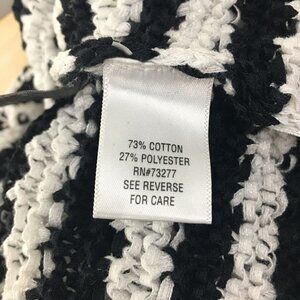 73% COTTON
27% POLYESTER
RN#73277
SEE REVERSE
FOR CARE